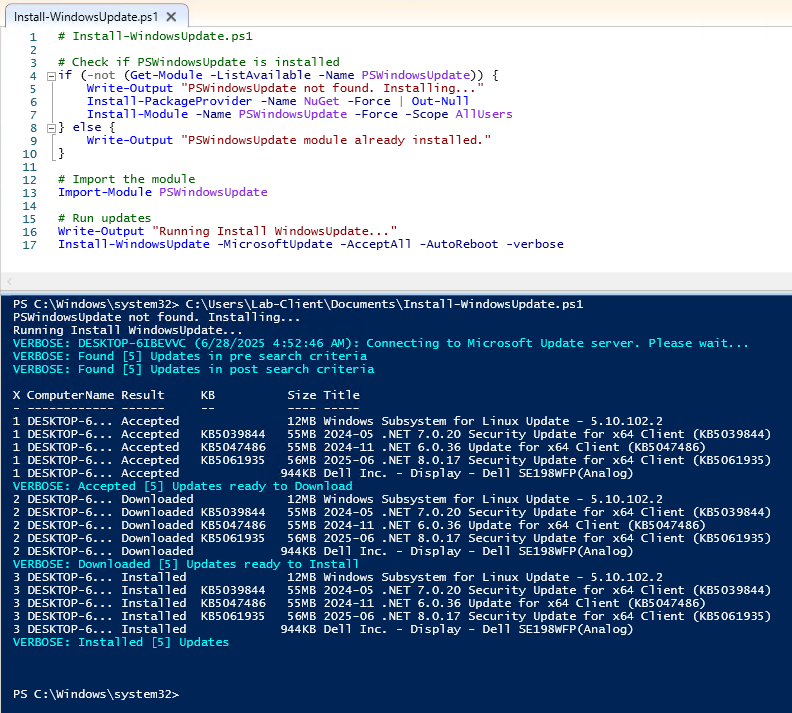 Install-WindowsUpdate.ps1 X
1 # Install-WindowsUpdate.ps1
2
3 # Check if PSWindowsUpdate is installed
4 if (-not (Get-Module -ListAvailable -Name PSWindowsUpdate)) {
5 Write-Output "PSWindowsUpdate not found. Installing..."
6 Install-PackageProvider -Name NuGet -Force | Out-Null
7 Install-Module -Name PSWindowsUpdate -Force -Scope AllUsers
8 } else {
9 Write-Output "PSWindowsUpdate module already installed."
10 }
11
12 # Import the module
13 Import-Module PSWindowsUpdate
14
15 # Run updates
16 Write-Output "Running Install WindowsUpdate..."
17 Install-WindowsUpdate -MicrosoftUpdate -AcceptAll -AutoReboot -verbose
PS C:\Windows\system32> C:\Users\Lab-Client\Documents\Install-WindowsUpdate.ps1
PSWindowsUpdate not found. Installing...
Running Install WindowsUpdate...
VERBOSE: DESKTOP-6IBEVVC (6/28/2025 4:52:46 AM): Connecting to Microsoft Update server. Please wait...
VERBOSE: Found [5] Updates in pre search criteria
VERBOSE: Found [5] Updates in post search criteria
X ComputerName Result KB Size Title
- ------------ ------ -- ---- -----
1 DESKTOP-6... Accepted 12MB Windows Subsystem for Linux Update - 5.10.102.2
1 DESKTOP-6... Accepted KB5039844 55MB 2024-05 .NET 7.0.20 Security Update for x64 Client (KB5039844)
1 DESKTOP-6... Accepted KB5047486 55MB 2024-11 .NET 6.0.36 Update for x64 Client (KB5047486)
1 DESKTOP-6... Accepted KB5061935 56MB 2025-06 .NET 8.0.17 Security Update for x64 Client (KB5061935)
1 DESKTOP-6... Accepted 944KB Dell Inc. - Display - Dell SE198WFP(Analog)
VERBOSE: Accepted [5] Updates ready to Download
2 DESKTOP-6... Downloaded 12MB Windows Subsystem for Linux Update - 5.10.102.2
2 DESKTOP-6... Downloaded KB5039844 55MB 2024-05 .NET 7.0.20 Security Update for x64 Client (KB5039844)
2 DESKTOP-6... Downloaded KB5047486 55MB 2024-11 .NET 6.0.36 Update for x64 Client (KB5047486)
2 DESKTOP-6... Downloaded KB5061935 56MB 2025-06 .NET 8.0.17 Security Update for x64 Client (KB5061935)
2 DESKTOP-6... Downloaded 944KB Dell Inc. - Display - Dell SE198WFP(Analog)
VERBOSE: Downloaded [5] Updates ready to Install
3 DESKTOP-6... Installed 12MB Windows Subsystem for Linux Update - 5.10.102.2
3 DESKTOP-6... Installed KB5039844 55MB 2024-05 .NET 7.0.20 Security Update for x64 Client (KB5039844)
3 DESKTOP-6... Installed KB5047486 55MB 2024-11 .NET 6.0.36 Update for x64 Client (KB5047486)
3 DESKTOP-6... Installed KB5061935 56MB 2025-06 .NET 8.0.17 Security Update for x64 Client (KB5061935)
3 DESKTOP-6... Installed 944KB Dell Inc. - Display - Dell SE198WFP(Analog)
VERBOSE: Installed [5] Updates
PS C:\Windows\system32>